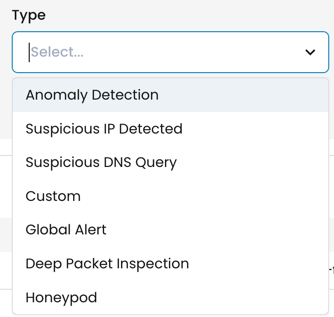 Type
Select...
Anomaly Detection
Suspicious IP Detected
Suspicious DNS Query
Custom
Global Alert
Deep Packet Inspection
Honeypod